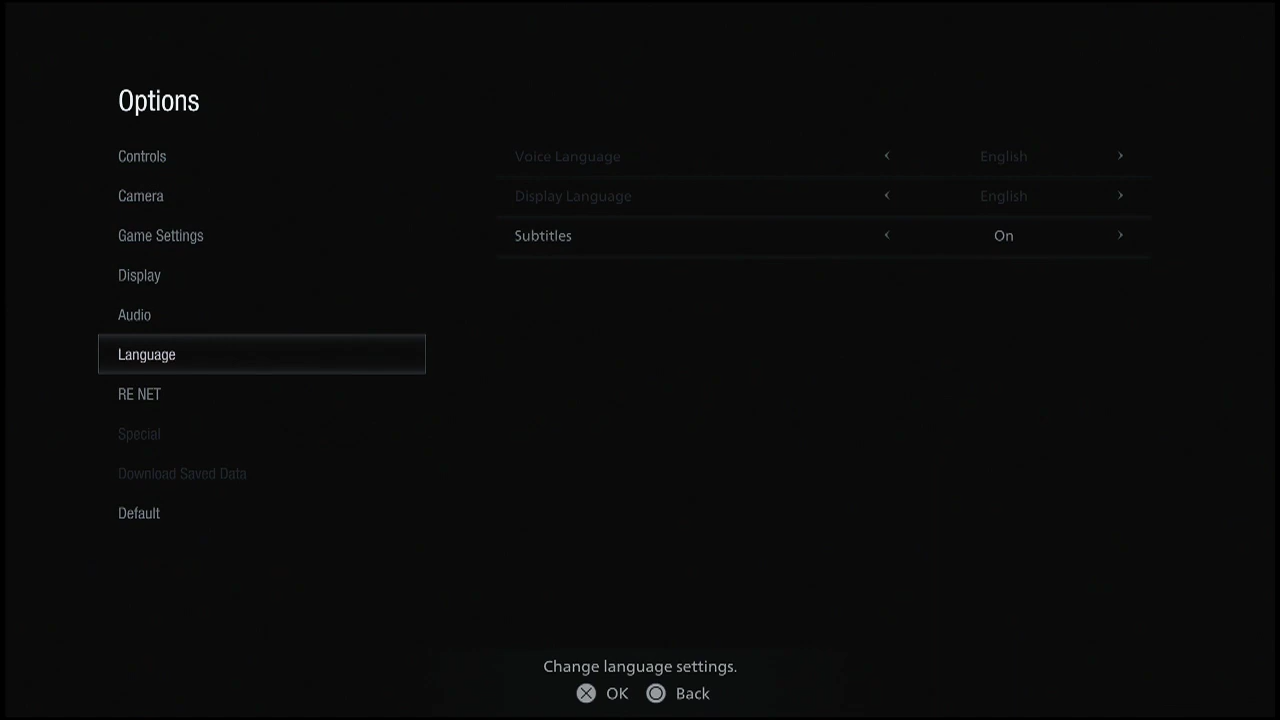 Options
Controls
Camera
Game Settings
Display
Audio
Language
RE NET
Special
Download Saved Data
Default
Voice Language English
Display Language English
Subtitles On
Change language settings.
OK Back